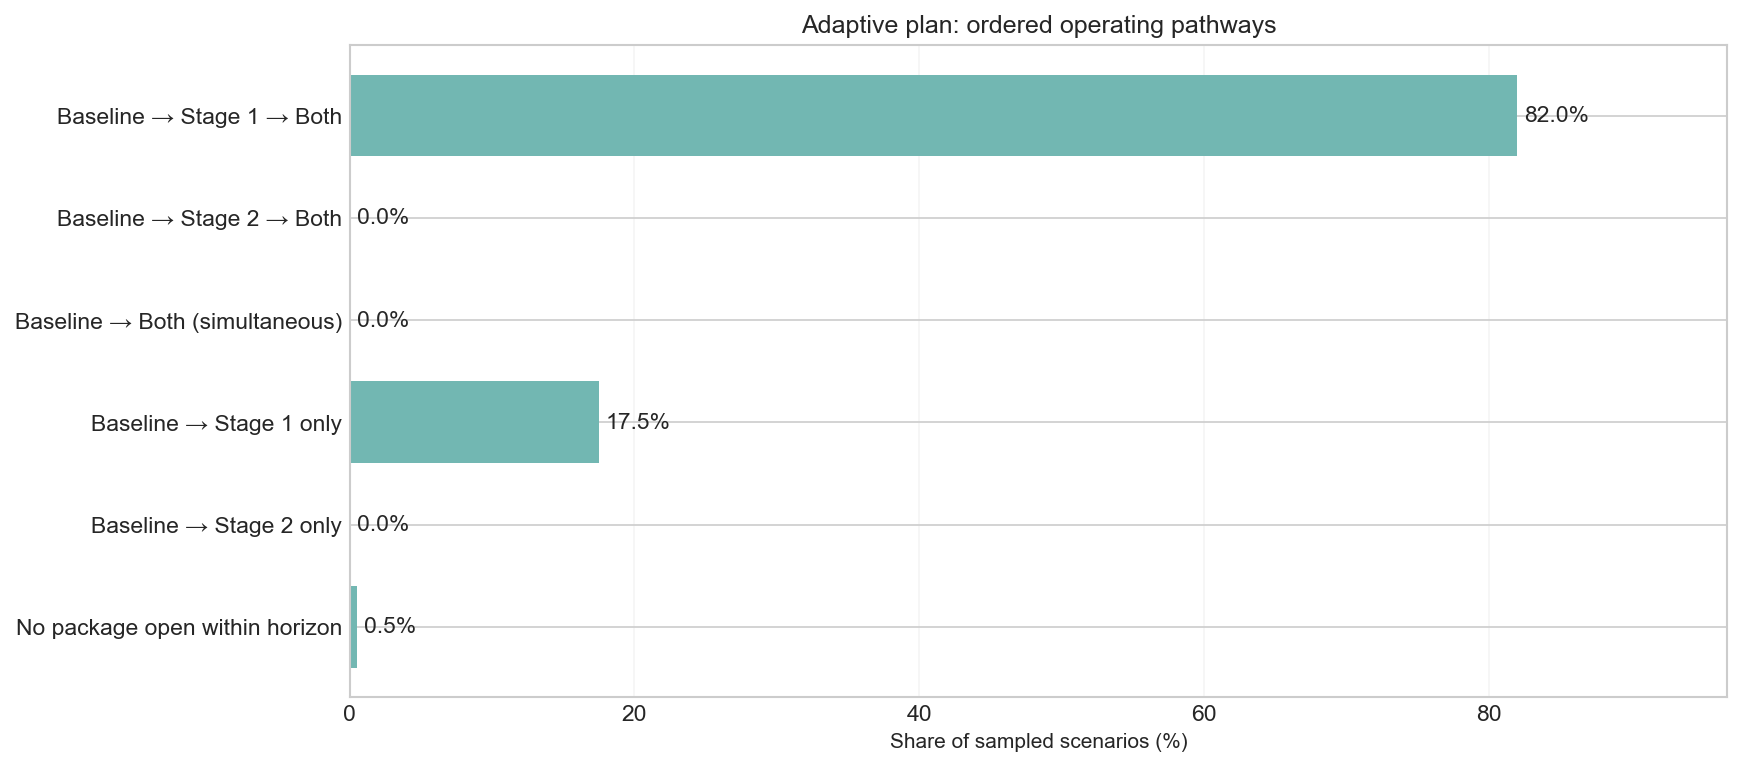 Adaptive plan: ordered operating pathways
Baseline → Stage 1 → Both
82.0%
Baseline → Stage 2 → Both
0.0%
Baseline → Both (simultaneous)
0.0%
Baseline → Stage 1 only
17.5%
Baseline → Stage 2 only
0.0%
No package open within horizon
0.5%
0 20 40 60 80
Share of sampled scenarios (%)